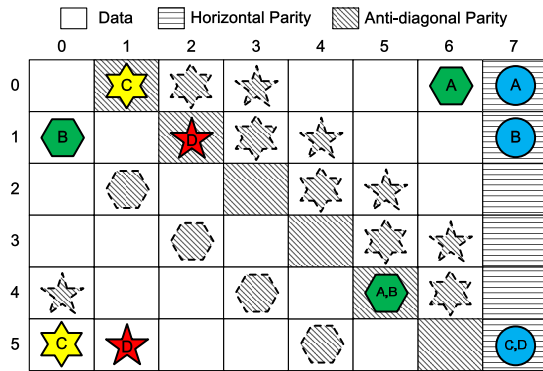 Data Horizontal Parity Anti-diagonal Parity
0 1 2 3 4 5 6 7
0 C A A
1 B D B
2
3
4 A,B
5 C D C,D